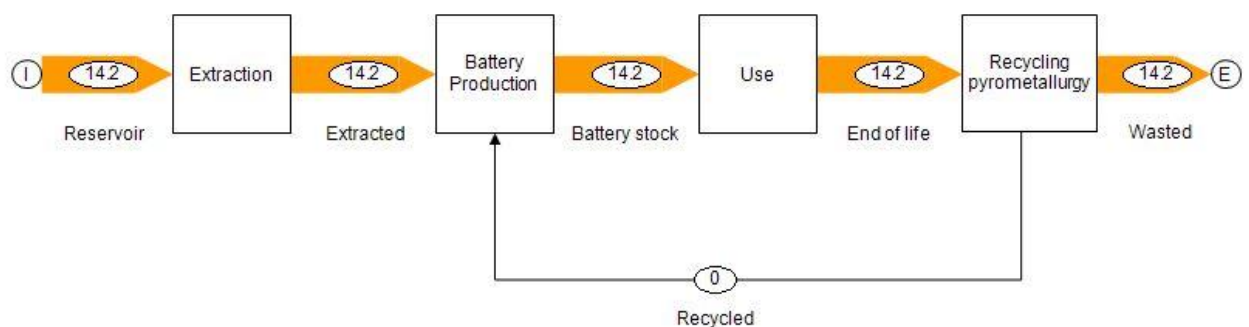 I
14.2
Extraction
14.2
Battery
Production
14.2
Use
14.2
Recycling
pyrometallurgy
14.2
E
Reservoir
Extracted
Battery stock
End of life
Wasted
0
Recycled